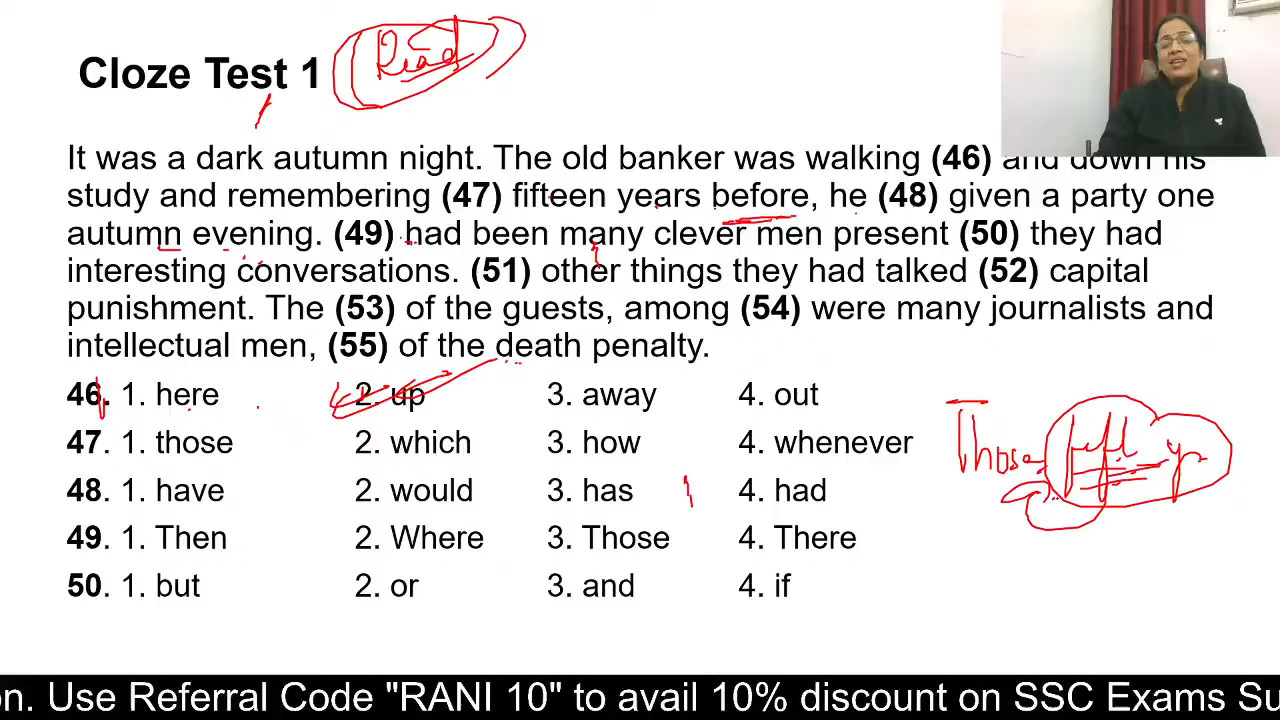 Cloze Test 1
Read
It was a dark autumn night. The old banker was walking (46) and down his
study and remembering (47) fifteen years before, he (48) given a party one
autumn evening. (49) had been many clever men present (50) they had
interesting conversations. (51) other things they had talked (52) capital
punishment. The (53) of the guests, among (54) were many journalists and
intellectual men, (55) of the death penalty.
46. 1. here 2. up 3. away 4. out
47. 1. those 2. which 3. how 4. whenever
Those
48. 1. have 2. would 3. has 4. had
49. 1. Then 2. Where 3. Those 4. There
50. 1. but 2. or 3. and 4. if
on. Use Referral Code "RANI 10" to avail 10% discount on SSC Exams Su